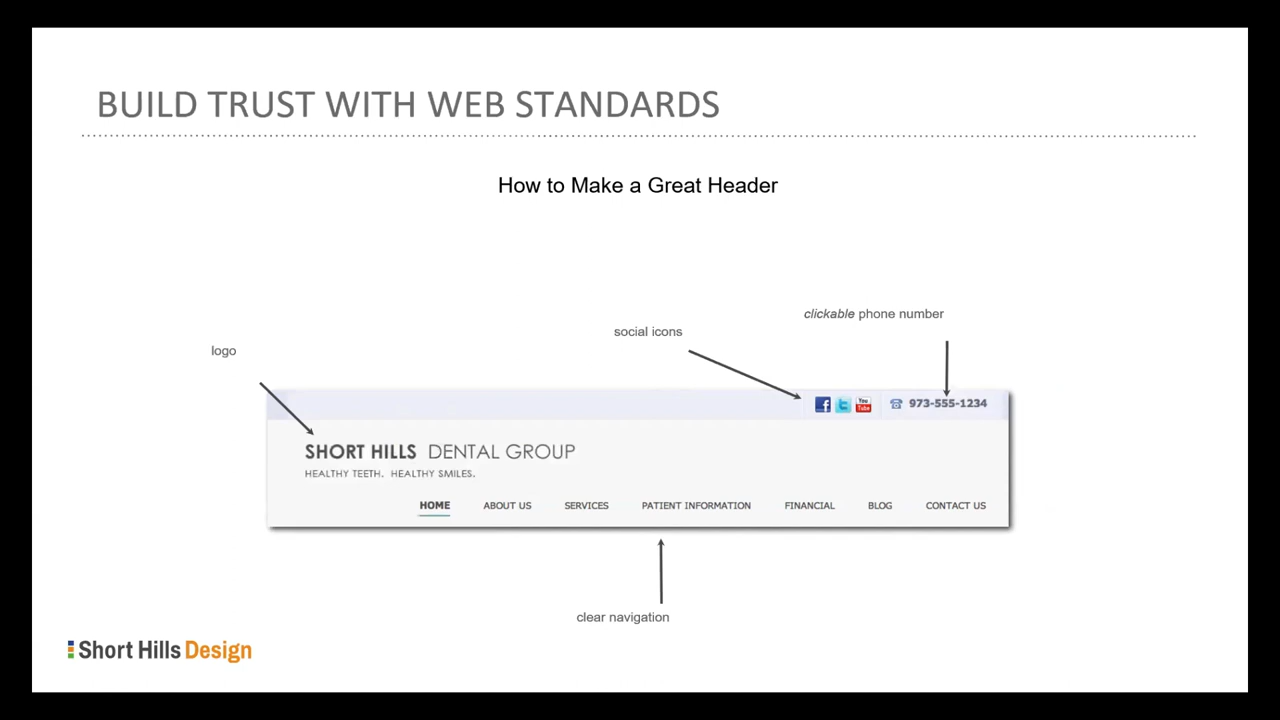 BUILD TRUST WITH WEB STANDARDS
How to Make a Great Header
clickable phone number
social icons
logo
f t You Tube 973-555-1234
SHORT HILLS DENTAL GROUP
HEALTHY TEETH. HEALTHY SMILES.
HOME ABOUT US SERVICES PATIENT INFORMATION FINANCIAL BLOG CONTACT US
clear navigation
Short Hills Design